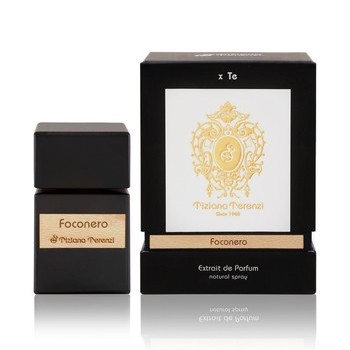 x Te
Tiziana Terenzi
Since 1968
Foconero
Extrait de Parfum
natural spray
Foconero
Tiziana Terenzi